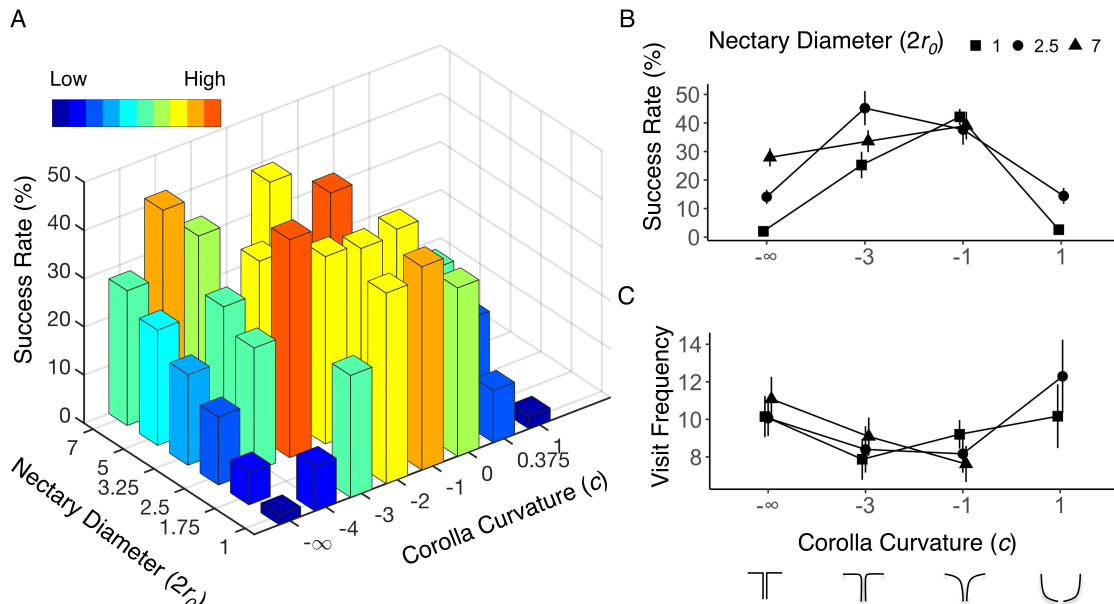 A
Low High
Success Rate (%)
50
40
30
20
10
0
7
5
3.25
2.5
1.75
1
Nectary Diameter (2r₀)
-∞
-4
-3
-2
-1
0
0.375
1
Corolla Curvature (c)
B
Nectary Diameter (2r₀) 1 2.5 7
Success Rate (%)
50
40
30
20
10
0
-∞ -3 -1 1
C
Visit Frequency
14
12
10
8
-∞ -3 -1 1
Corolla Curvature (c)